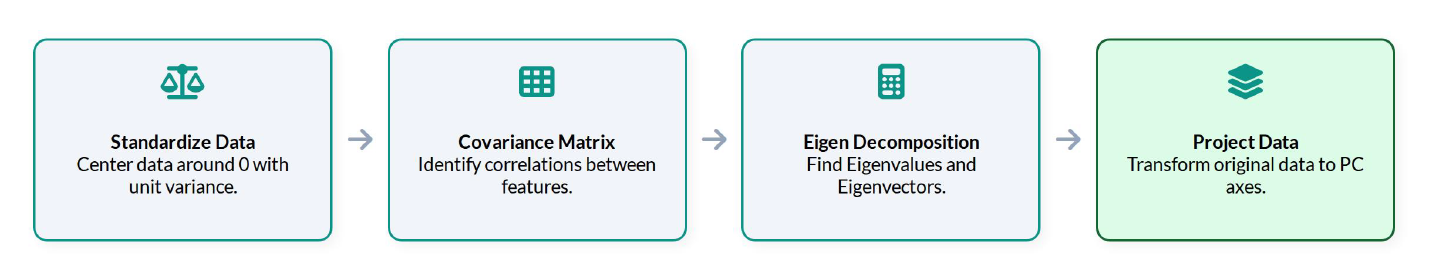 Standardize Data
Center data around 0 with
unit variance.
Covariance Matrix
Identify correlations between
features.
Eigen Decomposition
Find Eigenvalues and
Eigenvectors.
Project Data
Transform original data to PC
axes.